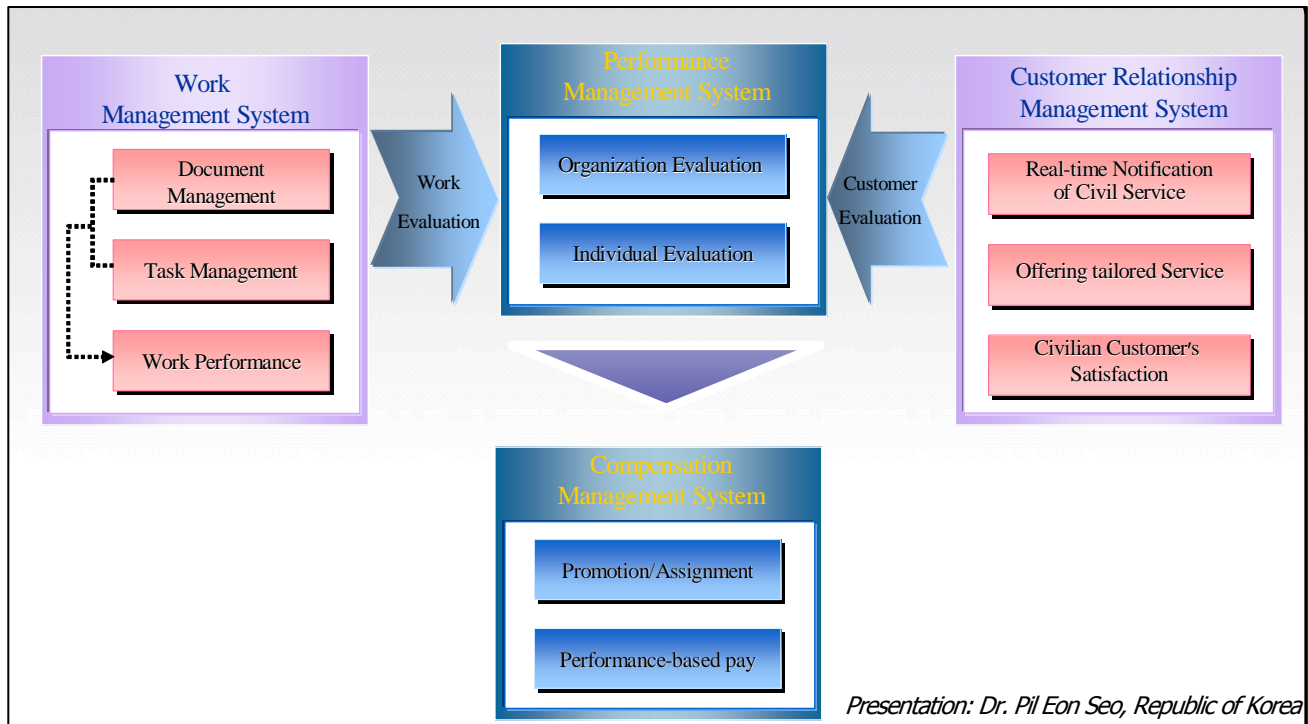 Work
Management System
Document
Management
Task Management
Work Performance
Work
Evaluation
Performance
Management System
Organization Evaluation
Individual Evaluation
Customer
Evaluation
Customer Relationship
Management System
Real-time Notification
of Civil Service
Offering tailored Service
Civilian Customer's
Satisfaction
Compensation
Management System
Promotion/Assignment
Performance-based pay
Presentation: Dr. Pil Eon Seo, Republic of Korea